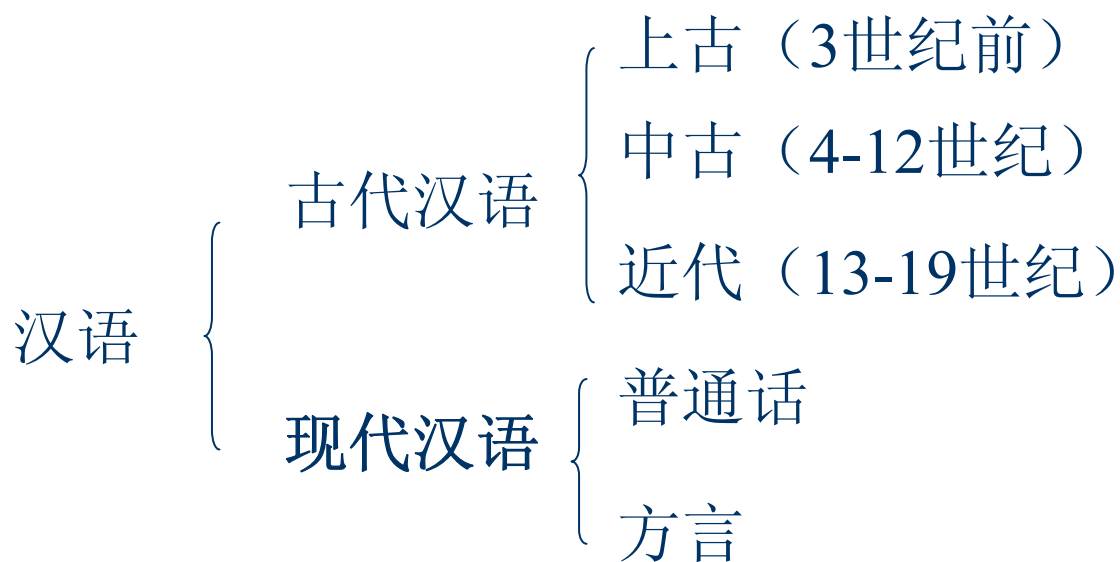 上古（3世纪前）
中古（4-12世纪）
古代汉语
近代（13-19世纪）
汉语
普通话
现代汉语
方言